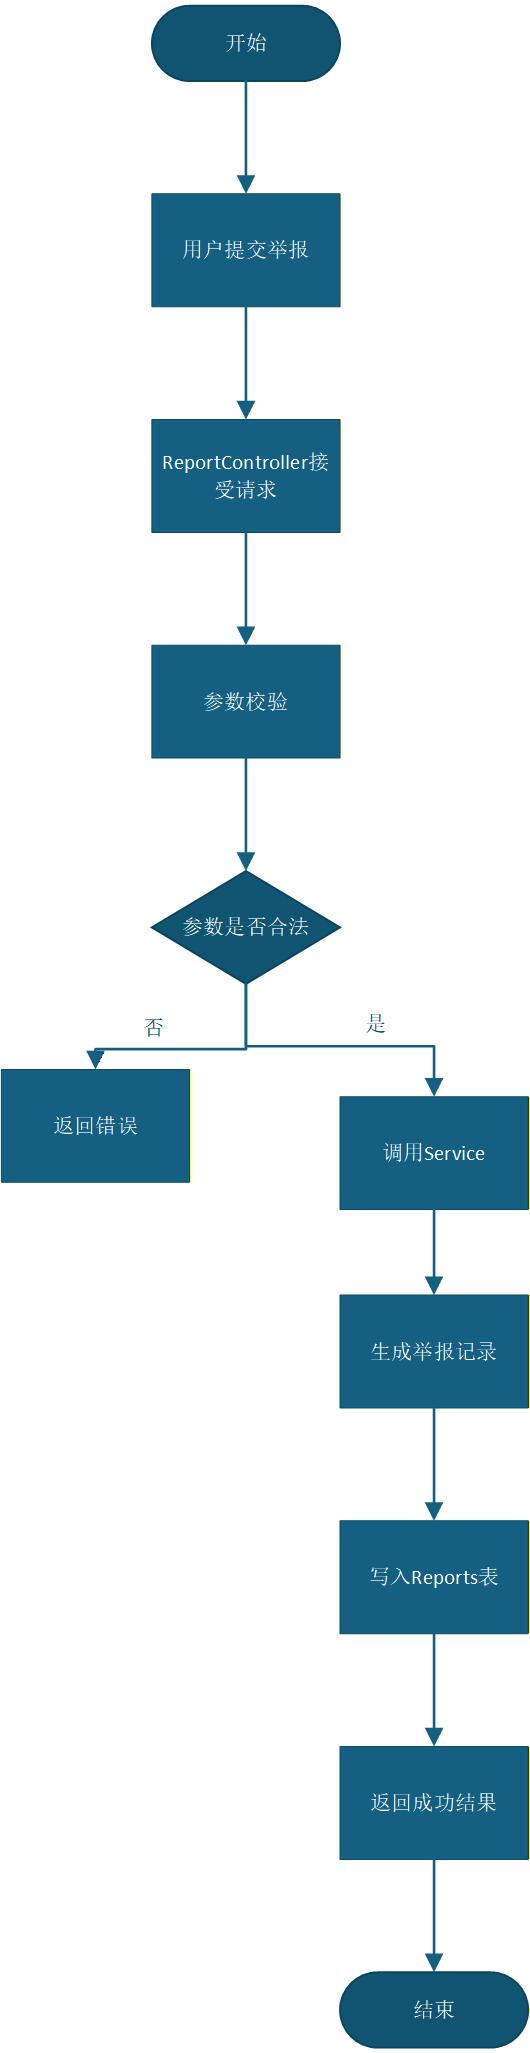 开始
用户提交举报
ReportController接
受请求
参数校验
参数是否合法
否
是
返回错误
调用Service
生成举报记录
写入Reports表
返回成功结果
结束